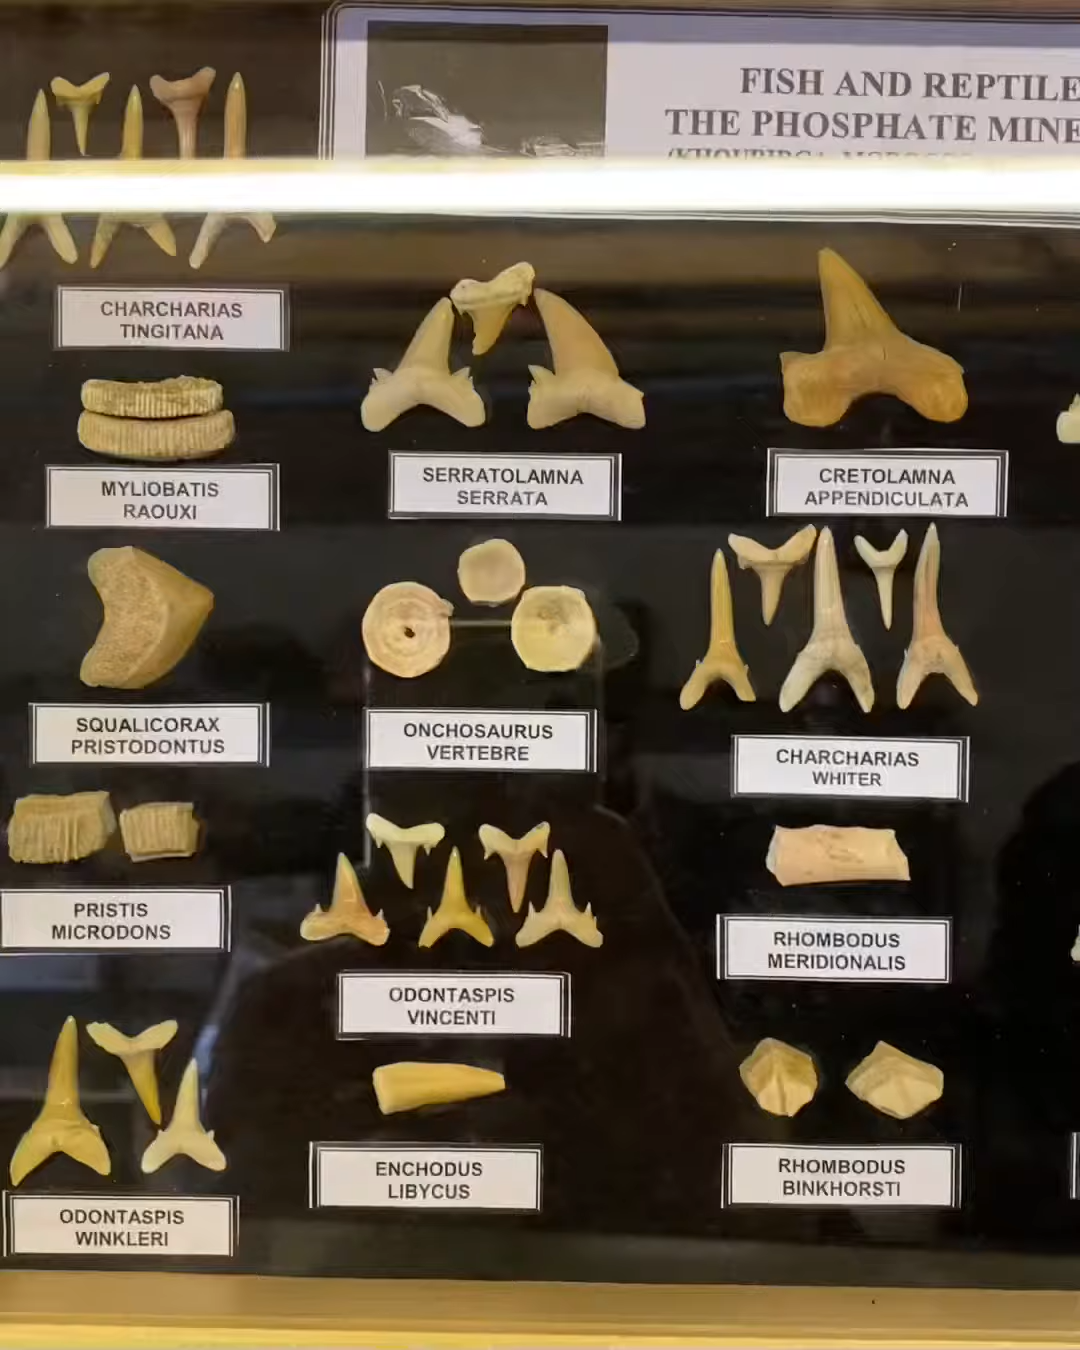 FISH AND REPTILE
THE PHOSPHATE MINE
CHARCHARIAS
TINGITANA
MYLIOBATIS
RAOUXI
SERRATOLAMNA
SERRATA
CRETOLAMNA
APPENDICULATA
SQUALICORAX
PRISTODONTUS
ONCHOSAURUS
VERTEBRE
CHARCHARIAS
WHITER
PRISTIS
MICRODONS
ODONTASPIS
VINCENTI
RHOMBODUS
MERIDIONALIS
ODONTASPIS
WINKLERI
ENCHODUS
LIBYCUS
RHOMBODUS
BINKHORSTI